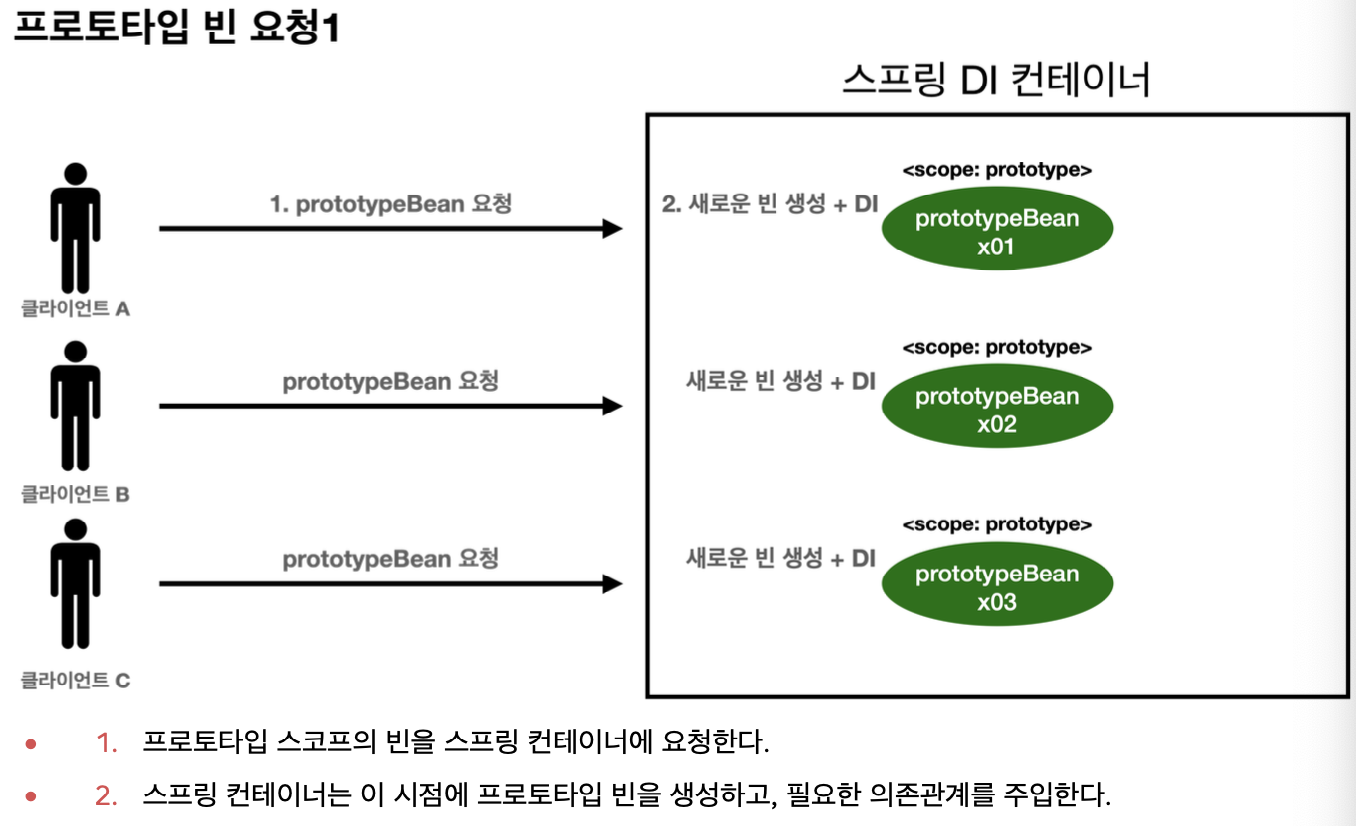 프로토타입 빈 요청1
스프링 DI 컨테이너
<scope: prototype>
1. prototypeBean 요청
2. 새로운 빈 생성 + DI
prototypeBean
x01
클라이언트 A
<scope: prototype>
prototypeBean 요청
새로운 빈 생성 + DI
prototypeBean
x02
클라이언트 B
<scope: prototype>
prototypeBean 요청
새로운 빈 생성 + DI
prototypeBean
x03
클라이언트 C
• 1. 프로토타입 스코프의 빈을 스프링 컨테이너에 요청한다.
• 2. 스프링 컨테이너는 이 시점에 프로토타입 빈을 생성하고, 필요한 의존관계를 주입한다.